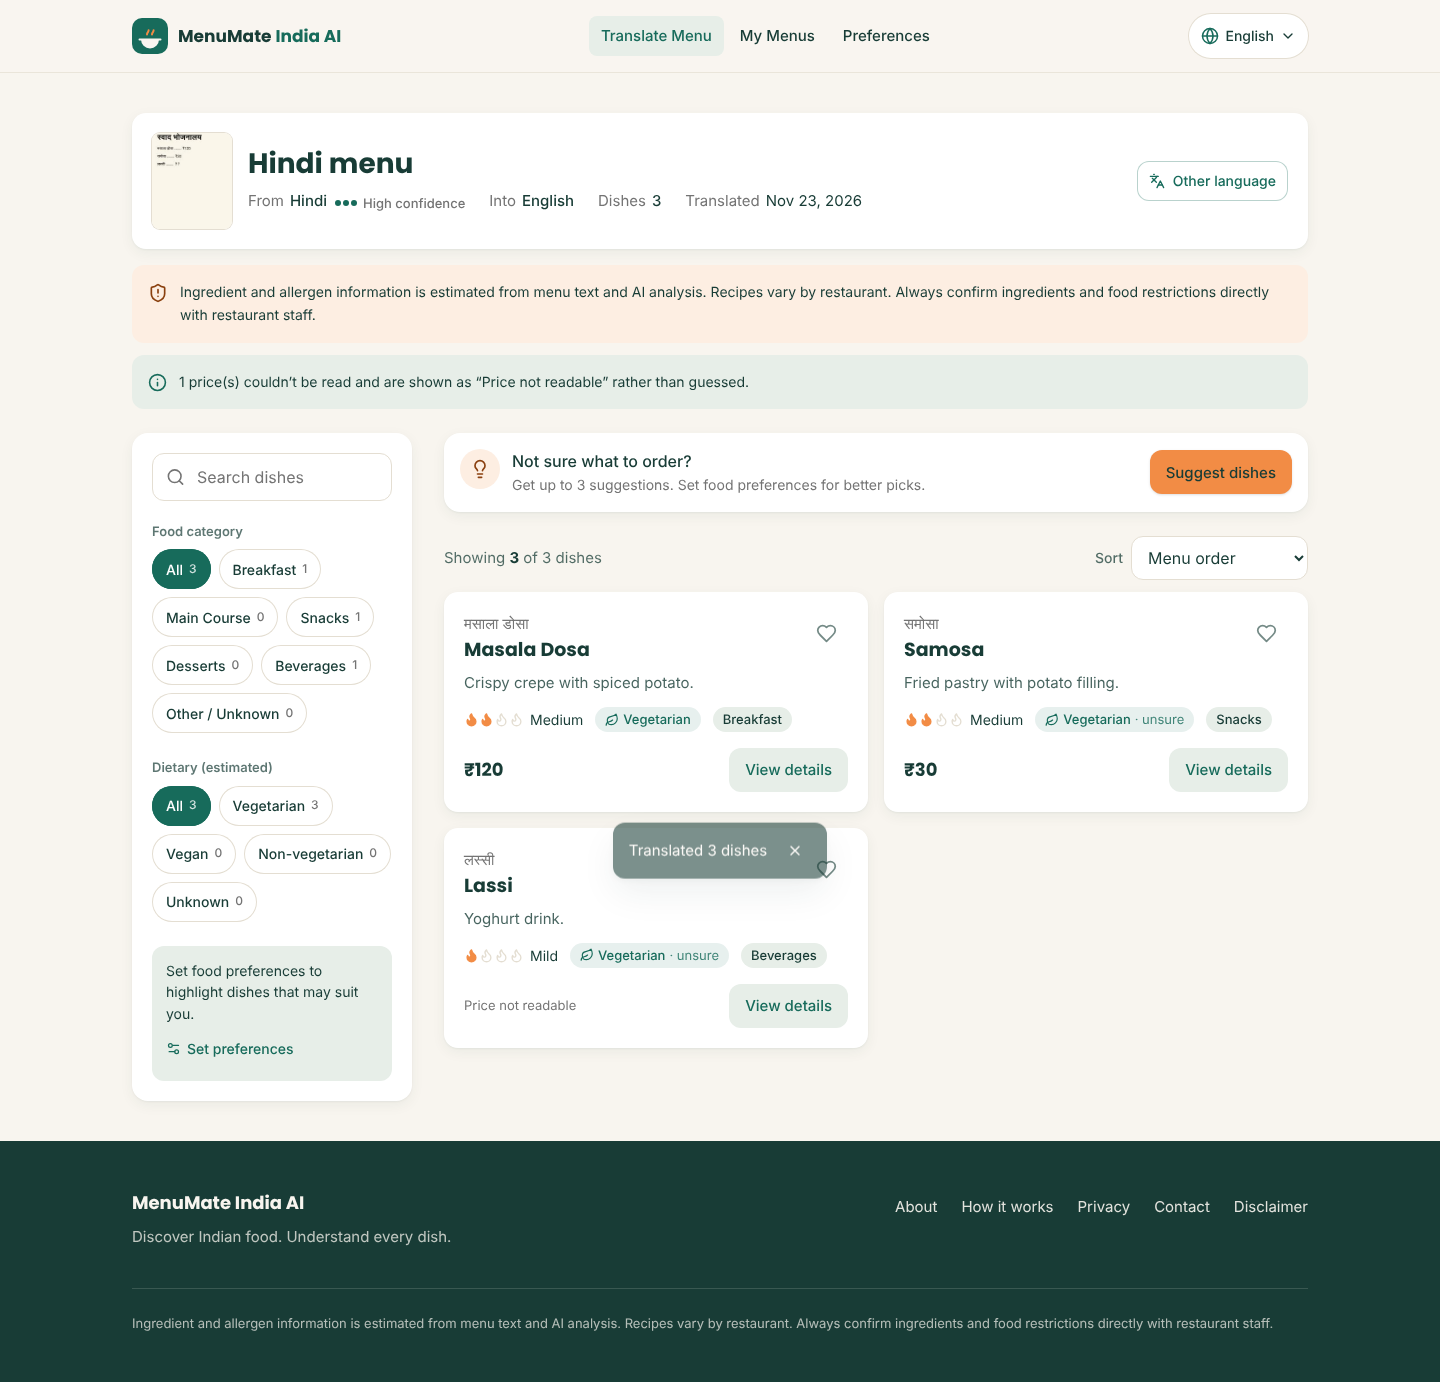 MenuMate India AI
Translate Menu
My Menus
Preferences
English
स्वाद भोजनालय
Hindi menu
From Hindi High confidence Into English Dishes 3 Translated Nov 23, 2026
Other language
Ingredient and allergen information is estimated from menu text and AI analysis. Recipes vary by restaurant. Always confirm ingredients and food restrictions directly
with restaurant staff.
1 price(s) couldn’t be read and are shown as “Price not readable” rather than guessed.
Search dishes
Food category
All 3
Breakfast 1
Main Course 0
Snacks 1
Desserts 0
Beverages 1
Other / Unknown 0
Dietary (estimated)
All 3
Vegetarian 3
Vegan 0
Non-vegetarian 0
Unknown 0
Set food preferences to
highlight dishes that may suit
you.
Set preferences
Not sure what to order?
Get up to 3 suggestions. Set food preferences for better picks.
Suggest dishes
Showing 3 of 3 dishes
Sort Menu order
मसाला डोसा
Masala Dosa
Crispy crepe with spiced potato.
Medium Vegetarian Breakfast
₹120
View details
समोसा
Samosa
Fried pastry with potato filling.
Medium Vegetarian · unsure Snacks
₹30
View details
Translated 3 dishes
लस्सी
Lassi
Yoghurt drink.
Mild Vegetarian · unsure Beverages
Price not readable
View details
MenuMate India AI
Discover Indian food. Understand every dish.
About
How it works
Privacy
Contact
Disclaimer
Ingredient and allergen information is estimated from menu text and AI analysis. Recipes vary by restaurant. Always confirm ingredients and food restrictions directly with restaurant staff.